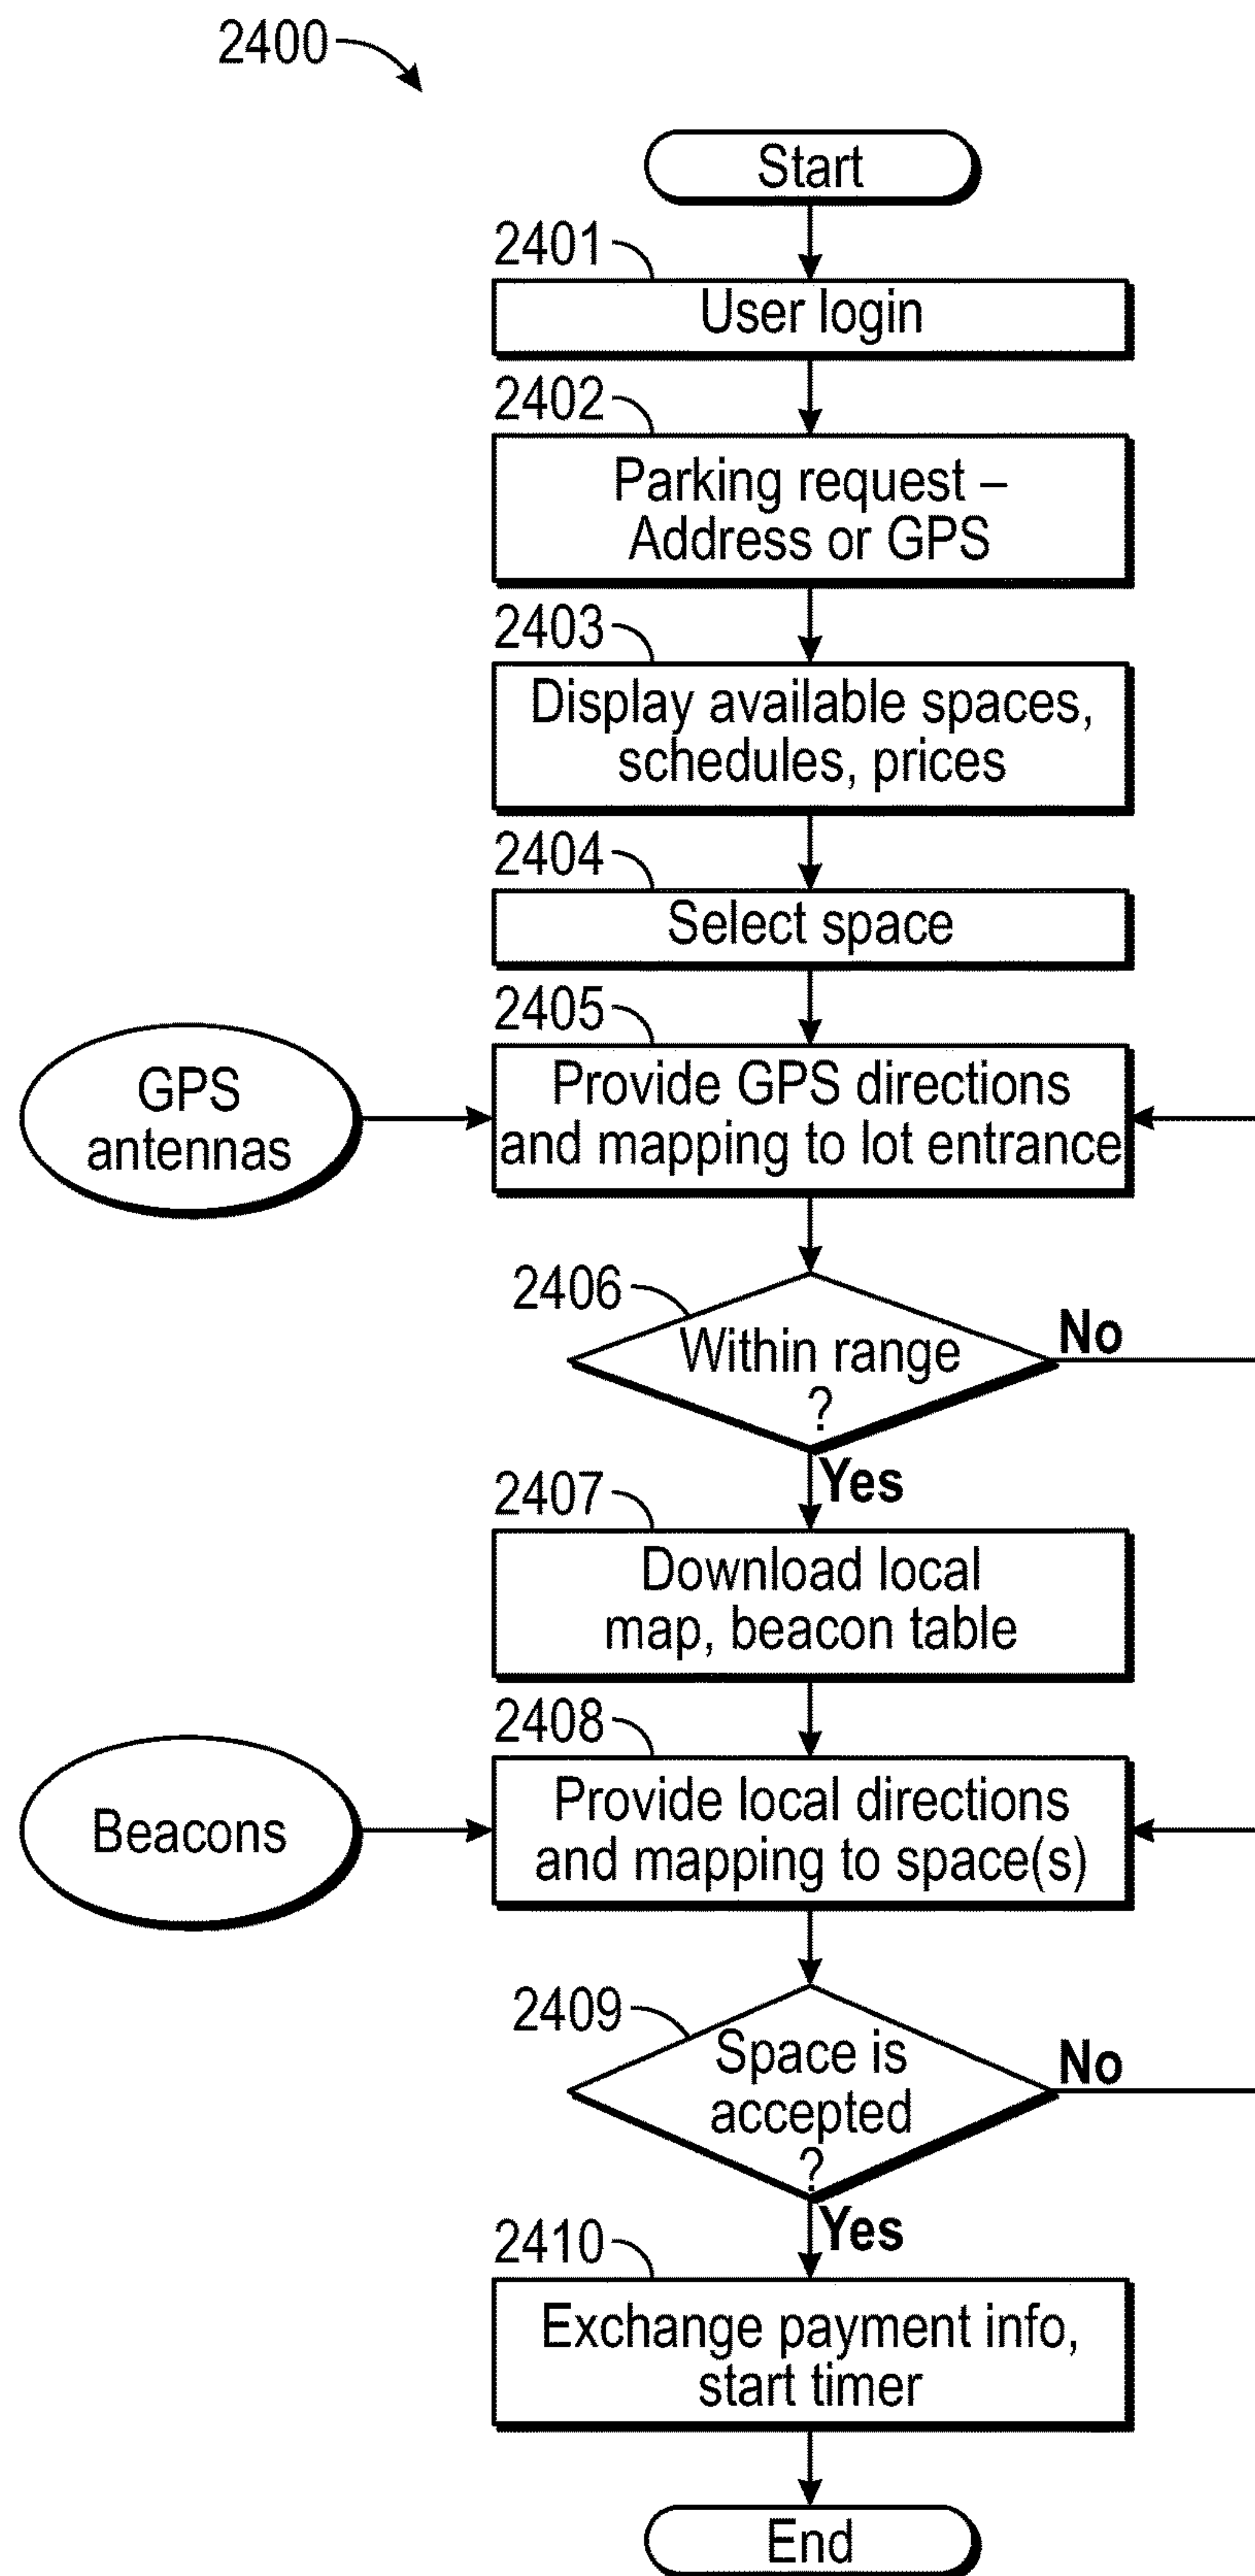 2400
Start
2401
User login
2402
Parking request –
Address or GPS
2403
Display available spaces,
schedules, prices
2404
Select space
2405
GPS
antennas
Provide GPS directions
and mapping to lot entrance
2406
Within range
?
No
Yes
2407
Download local
map, beacon table
2408
Beacons
Provide local directions
and mapping to space(s)
2409
Space is
accepted
?
No
Yes
2410
Exchange payment info,
start timer
End